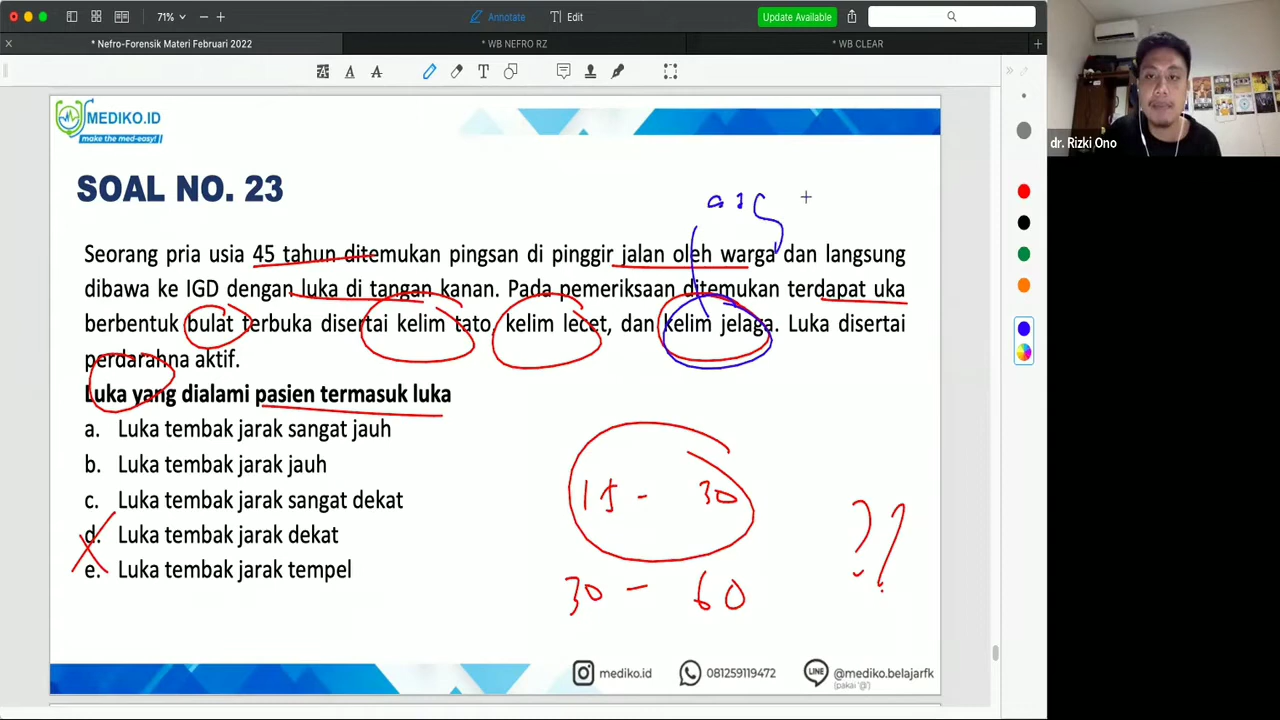 71%
Annotate
Edit
Update Available
* Nefro-Forensik Materi Februari 2022
* WB NEFRO RZ
* WB CLEAR
MEDIKO.ID
make the med-easy!
dr. Rizki Ono
SOAL NO. 23
Seorang pria usia 45 tahun ditemukan pingsan di pinggir jalan oleh warga dan langsung
dibawa ke IGD dengan luka di tangan kanan. Pada pemeriksaan ditemukan terdapat uka
berbentuk bulat terbuka disertai kelim tato, kelim lecet, dan kelim jelaga. Luka disertai
perdarahna aktif.
Luka yang dialami pasien termasuk luka
a. Luka tembak jarak sangat jauh
b. Luka tembak jarak jauh
c. Luka tembak jarak sangat dekat
d. Luka tembak jarak dekat
e. Luka tembak jarak tempel
15 - 30
30 - 60
??
mediko.id
081259119472
@mediko.belajarfk
(pakai '@')